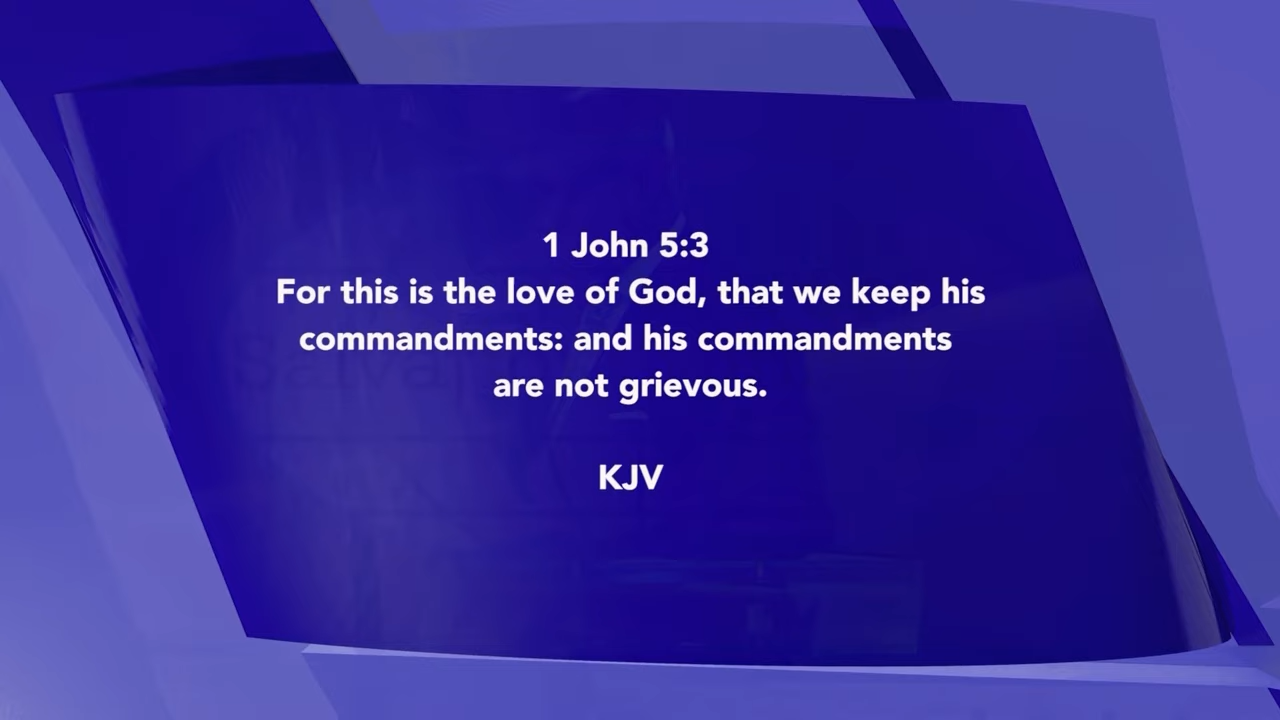 1 John 5:3
For this is the love of God, that we keep his
commandments: and his commandments
are not grievous.
KJV